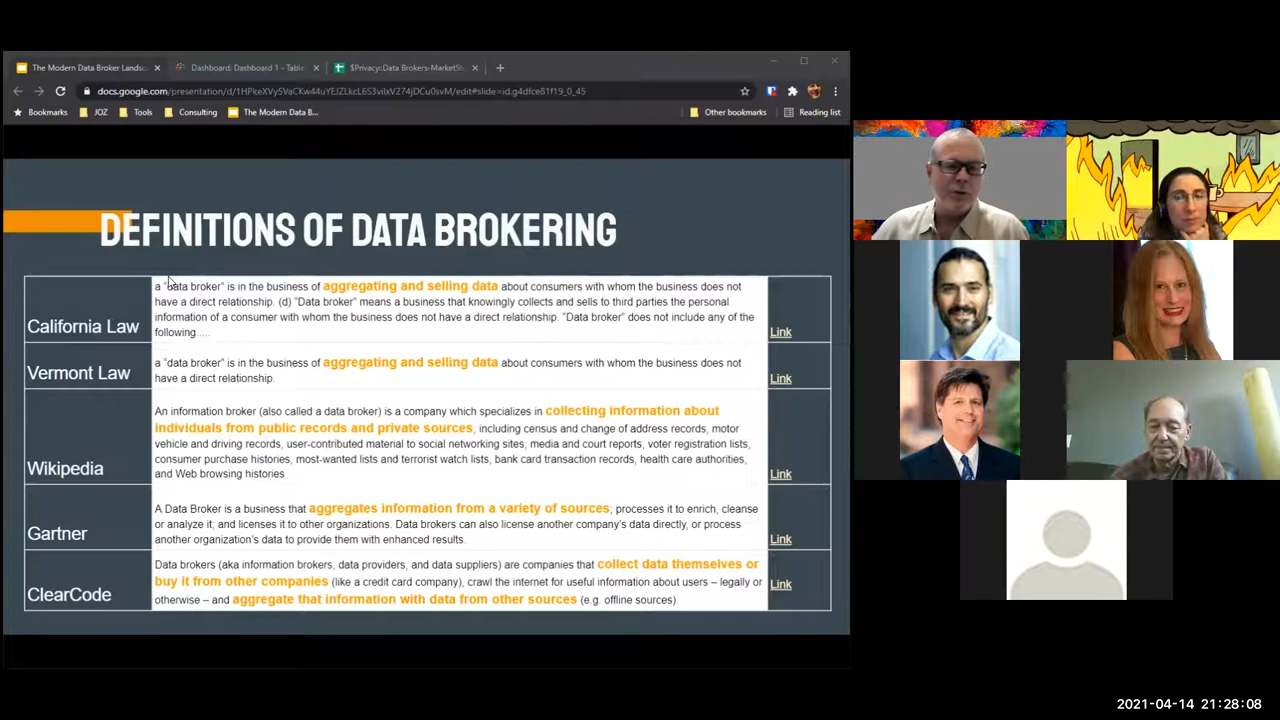 The Modern Data Broker Landsc
Dashboard: Dashboard 1 - Table
$Privacy::Data Brokers-MarketSh
Bookmarks
JOZ
Tools
Consulting
The Modern Data B...
Other bookmarks
Reading list
DEFINITIONS OF DATA BROKERING
California Law
a “data broker” is in the business of aggregating and selling data about consumers with whom the business does not
have a direct relationship. (d) “Data broker” means a business that knowingly collects and sells to third parties the personal
information of a consumer with whom the business does not have a direct relationship. “Data broker” does not include any of the
following.....
Link
Vermont Law
a “data broker” is in the business of aggregating and selling data about consumers with whom the business does not
have a direct relationship.
Link
Wikipedia
An information broker (also called a data broker) is a company which specializes in collecting information about
individuals from public records and private sources, including census and change of address records, motor
vehicle and driving records, user-contributed material to social networking sites, media and court reports, voter registration lists,
consumer purchase histories, most-wanted lists and terrorist watch lists, bank card transaction records, health care authorities,
and Web browsing histories
Link
Gartner
A Data Broker is a business that aggregates information from a variety of sources; processes it to enrich, cleanse
or analyze it; and licenses it to other organizations. Data brokers can also license another company’s data directly, or process
another organization’s data to provide them with enhanced results.
Link
ClearCode
Data brokers (aka information brokers, data providers, and data suppliers) are companies that collect data themselves or
buy it from other companies (like a credit card company), crawl the internet for useful information about users – legally or
otherwise – and aggregate that information with data from other sources (e.g. offline sources).
Link
2021-04-14 21:28:08